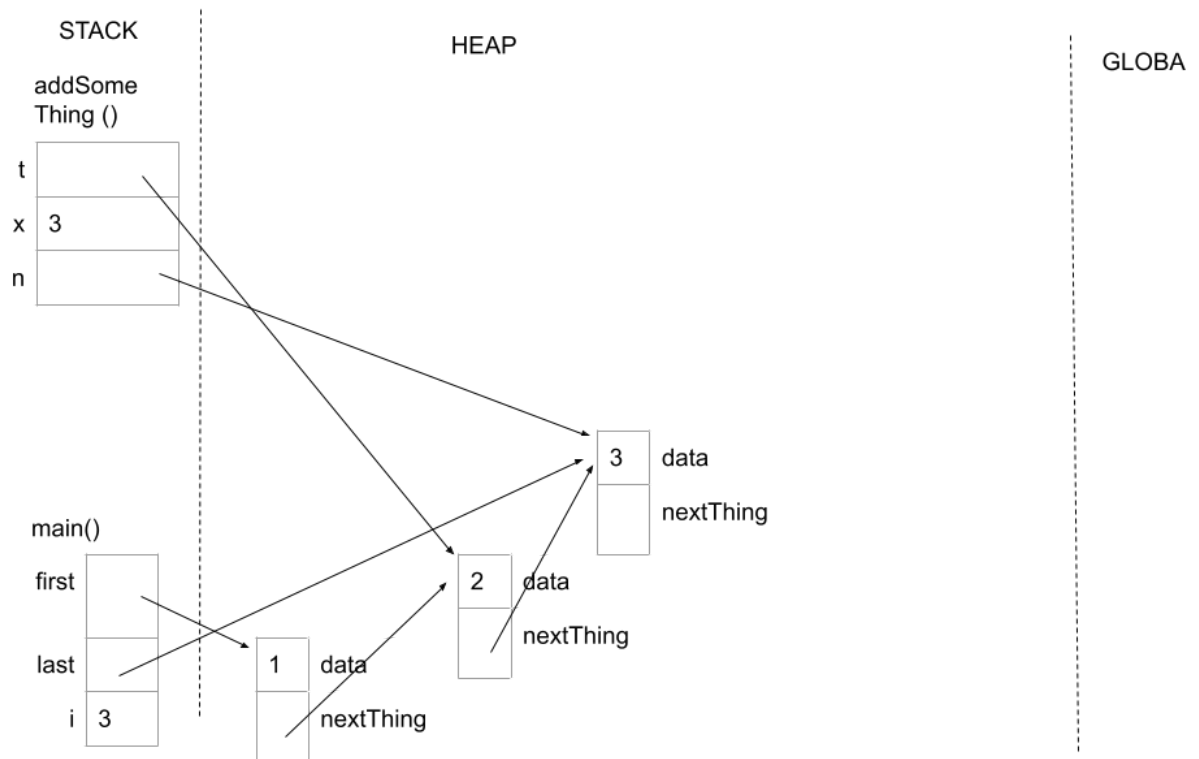 STACK
HEAP
GLOBA
addSome
Thing ()
t
x 3
n
3 data
nextThing
main()
first
2 data
nextThing
last
1 data
i 3
nextThing